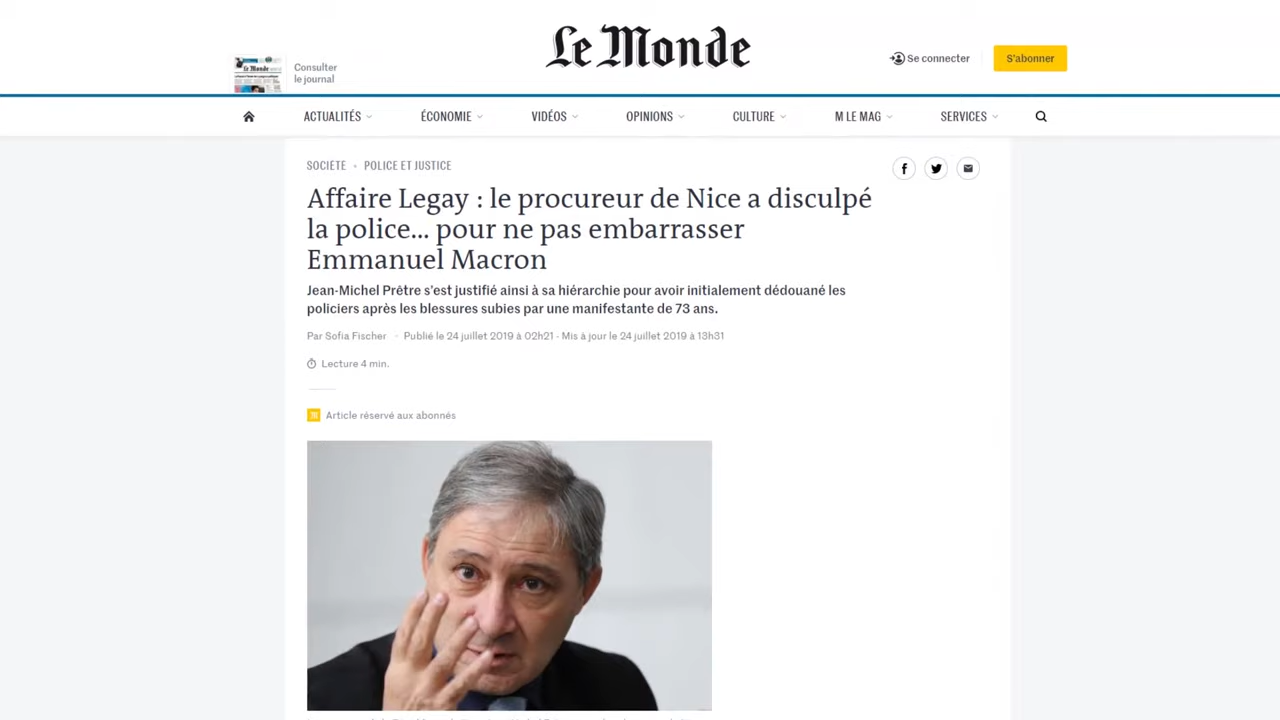 Le Monde
Consulter
le journal
Se connecter
S'abonner
ACTUALITÉS
ÉCONOMIE
VIDÉOS
OPINIONS
CULTURE
M LE MAG
SERVICES
SOCIÉTÉ • POLICE ET JUSTICE
Affaire Legay : le procureur de Nice a disculpé
la police… pour ne pas embarrasser
Emmanuel Macron
Jean-Michel Prêtre s’est justifié ainsi à sa hiérarchie pour avoir initialement dédouané les
policiers après les blessures subies par une manifestante de 73 ans.
Par Sofia Fischer • Publié le 24 juillet 2019 à 02h21 - Mis à jour le 24 juillet 2019 à 13h31
Lecture 4 min.
Article réservé aux abonnés